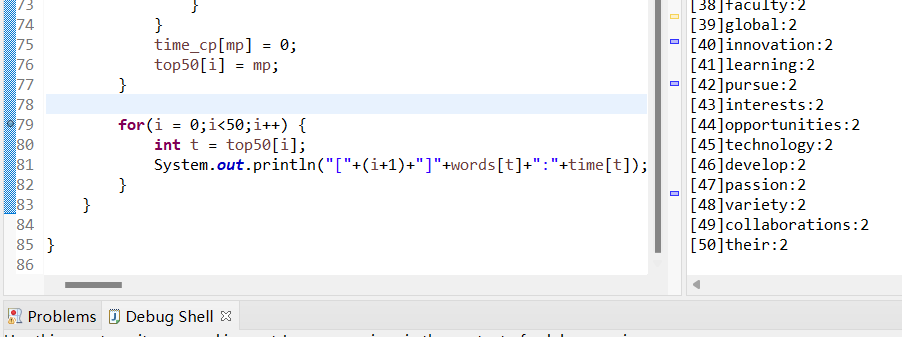 73 }
74 }
75 time_cp[mp] = 0;
76 top50[i] = mp;
77 }
78
79 for(i = 0;i<50;i++) {
80 int t = top50[i];
81 System.out.println("["+(i+1)+"]"+words[t]+":"+time[t]);
82 }
83 }
84
85 }
86
[38]faculty:2
[39]global:2
[40]innovation:2
[41]learning:2
[42]pursue:2
[43]interests:2
[44]opportunities:2
[45]technology:2
[46]develop:2
[47]passion:2
[48]variety:2
[49]collaborations:2
[50]their:2
Problems
Debug Shell